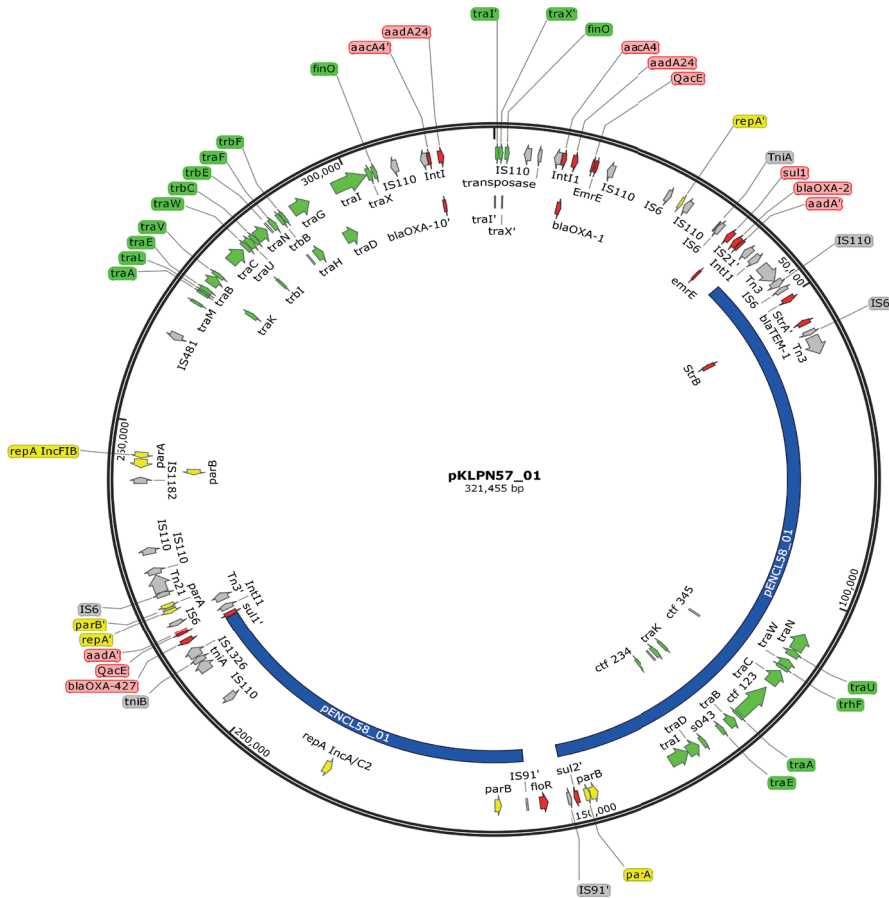 traI'
traX'
finO
aadA24
aacA4'
finO
aacA4
aadA24
QacE
repA'
TniA
sul1
blaOXA-2
aadA'
IS110
IS6
trbF
traF
trbE
trbC
traW
traV
traE
traL
traA
300,000
IS110
IntI
IS110
transposase
IntI1
EmrE
IS110
traI
traX
traG
traN
trbB
traH
traD
blaOXA-10'
traI'
traX'
blaOXA-1
IS6
IS110
IS6
IS21'
IntI1
emrE
50,000
Tn3
IS6
blaTEM-1
StrA'
Tn3
StrB
traC
traU
trbI
traB
traM
traK
IS481
250,000
repA IncFIB
parA
parB
IS1182
pKLPN57_01
321,455 bp
IS110
IS110
Tn21
IS6
parA
parB'
repA'
IS6
aadA'
QacE
blaOXA-427
tniB
IS1326
tniA
IS110
Tn3'
IntI1
sul1'
pENCL58_01
100,000
ctf 345
traK
ctf 234
traN
traW
traU
trhF
traC
ctf 123
traB
traA
traE
s043
traD
traI
pENCL58_01
200,000
repA IncA/C2
parB
IS91'
floR
sul2'
parB
150,000
parA
IS91'